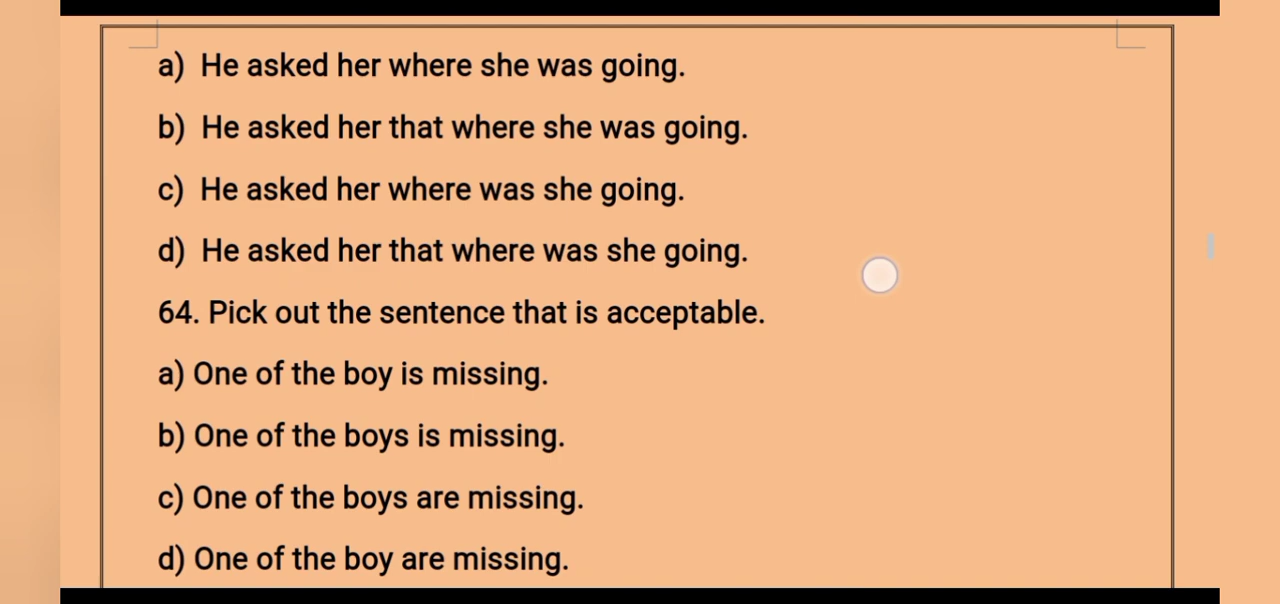 a) He asked her where she was going.
b) He asked her that where she was going.
c) He asked her where was she going.
d) He asked her that where was she going.
64. Pick out the sentence that is acceptable.
a) One of the boy is missing.
b) One of the boys is missing.
c) One of the boys are missing.
d) One of the boy are missing.